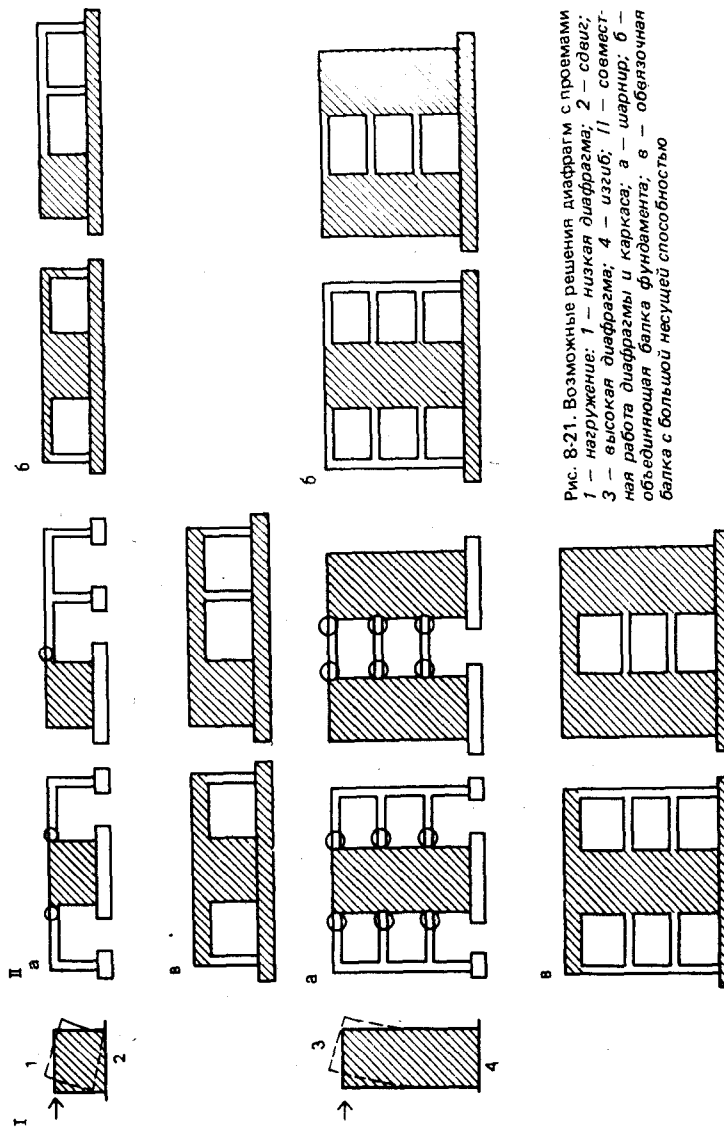 I
1
2
II
а
б
в
3
4
а
б
в
Рис. 8-21. Возможные решения диафрагм с проемами
1 — нагружение: 1 — низкая диафрагма; 2 — сдвиг;
3 — высокая диафрагма; 4 — изгиб; II — совмест-
ная работа диафрагмы и каркаса; а — шарнир; б —
объединяющая балка фундамента; в — обвязочная
балка с большой несущей способностью